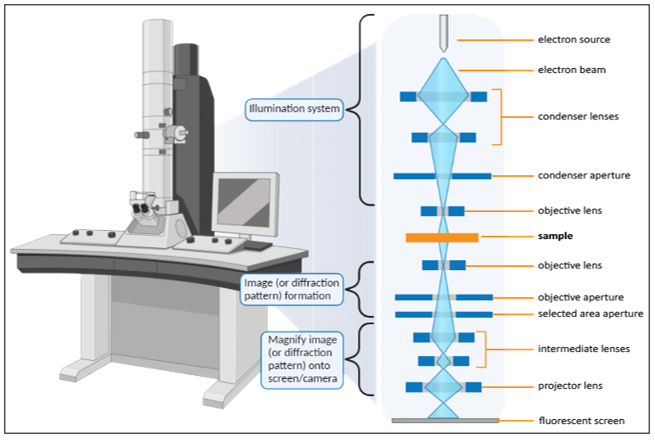 electron source
electron beam
Illumination system
condenser lenses
condenser aperture
objective lens
sample
objective lens
Image (or diffraction
pattern) formation
objective aperture
selected area aperture
Magnify image
(or diffraction
pattern) onto
screen/camera
intermediate lenses
projector lens
fluorescent screen